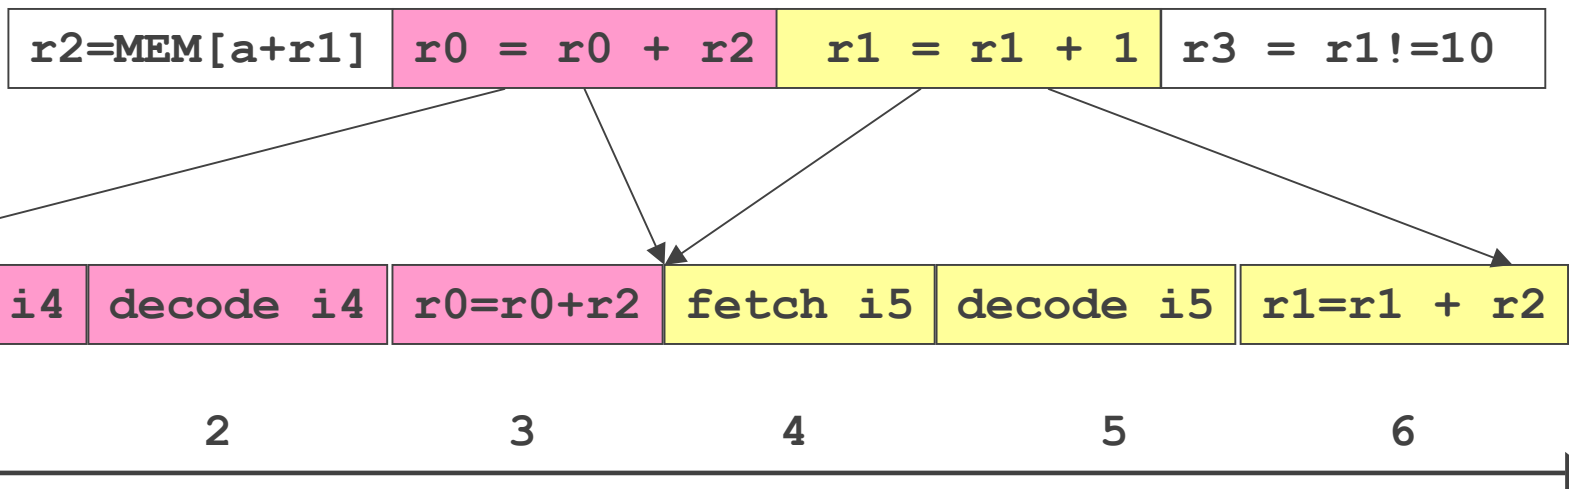 r2=MEM[a+r1] r0 = r0 + r2 r1 = r1 + 1 r3 = r1!=10
i4 decode i4 r0=r0+r2 fetch i5 decode i5 r1=r1 + r2
2 3 4 5 6